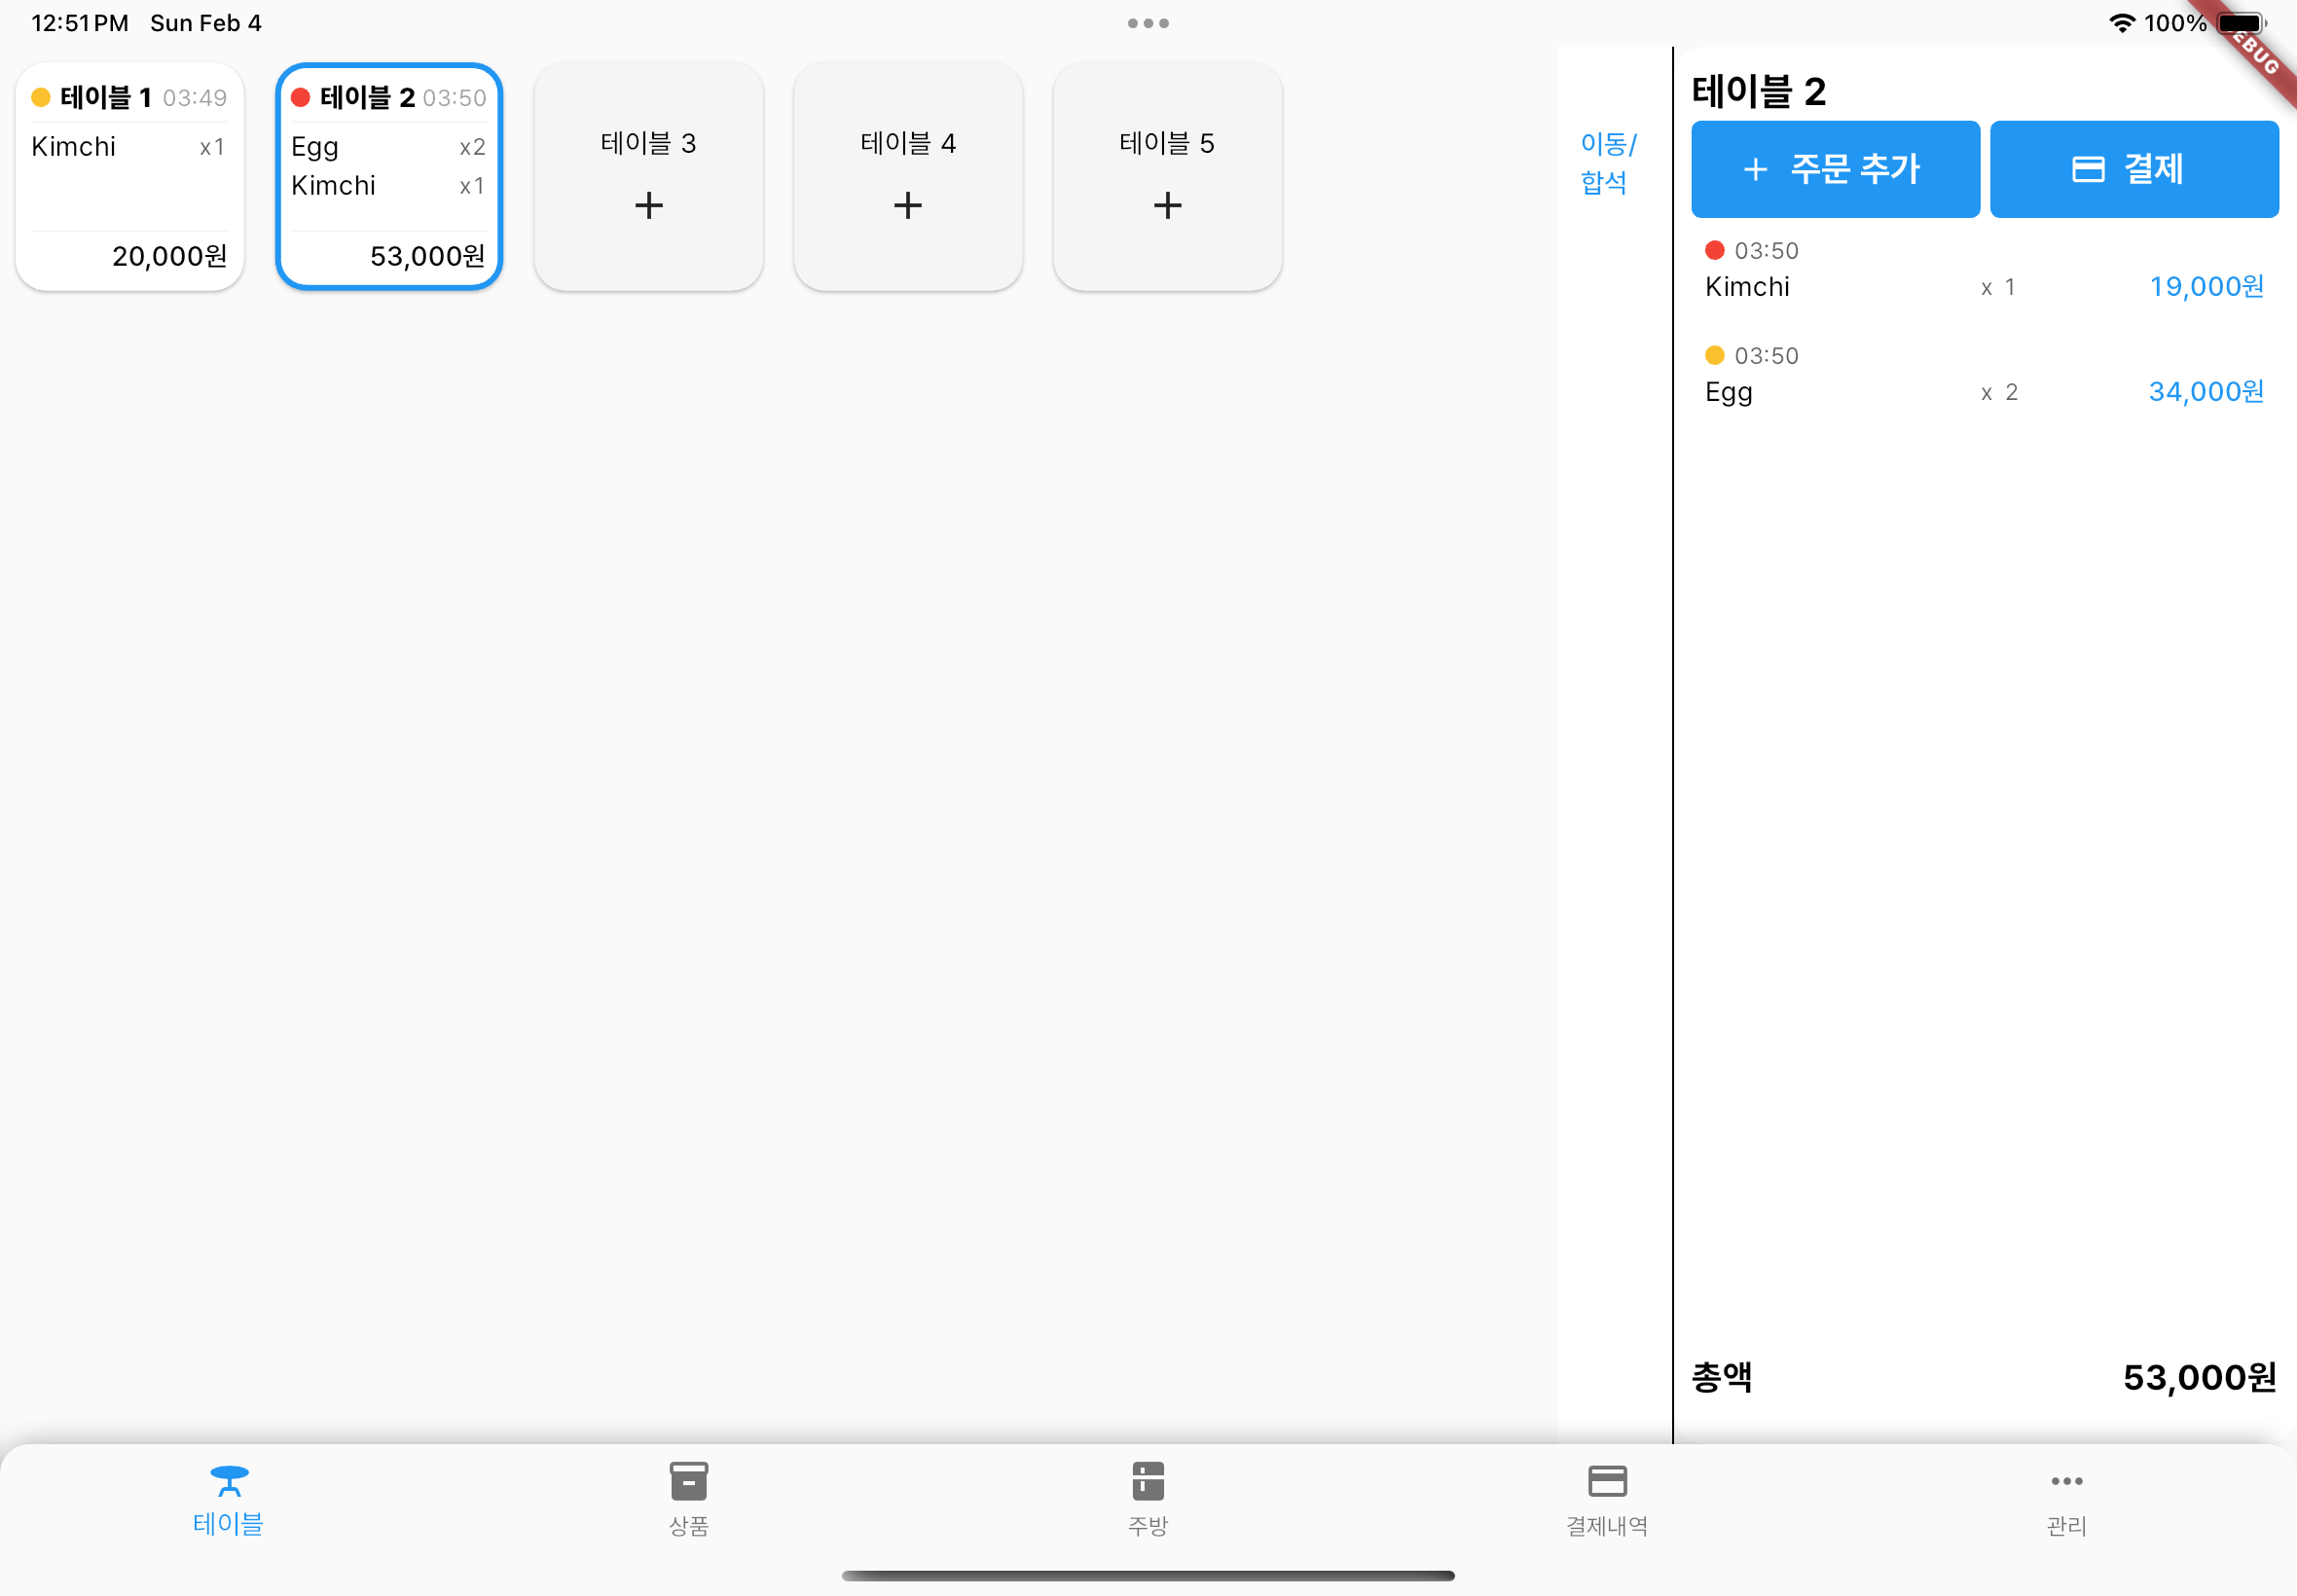 12:51 PM Sun Feb 4
100%
테이블 1 03:49
Kimchi x1
20,000원
테이블 2 03:50
Egg x2
Kimchi x1
53,000원
테이블 3
+
테이블 4
+
테이블 5
+
이동/
합석
테이블 2
+ 주문 추가
결제
03:50
Kimchi x 1 19,000원
03:50
Egg x 2 34,000원
총액 53,000원
테이블
상품
주방
결제내역
관리